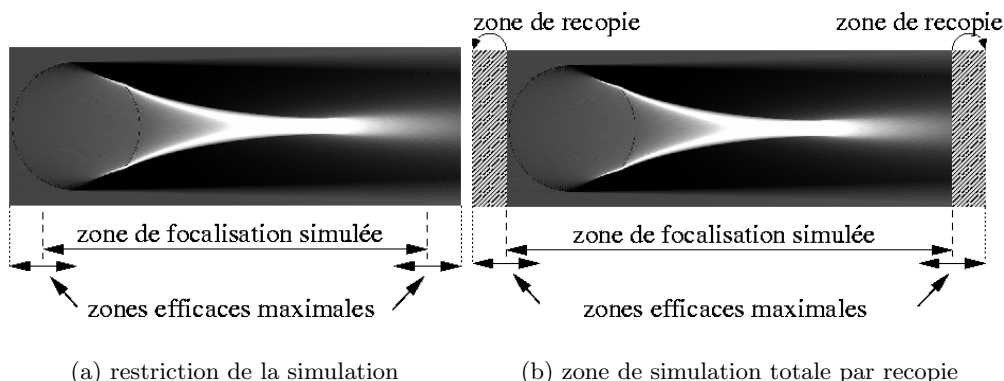 zone de recopie
zone de recopie
zone de focalisation simulée
zone de focalisation simulée
zones efficaces maximales
zones efficaces maximales
(a) restriction de la simulation
(b) zone de simulation totale par recopie